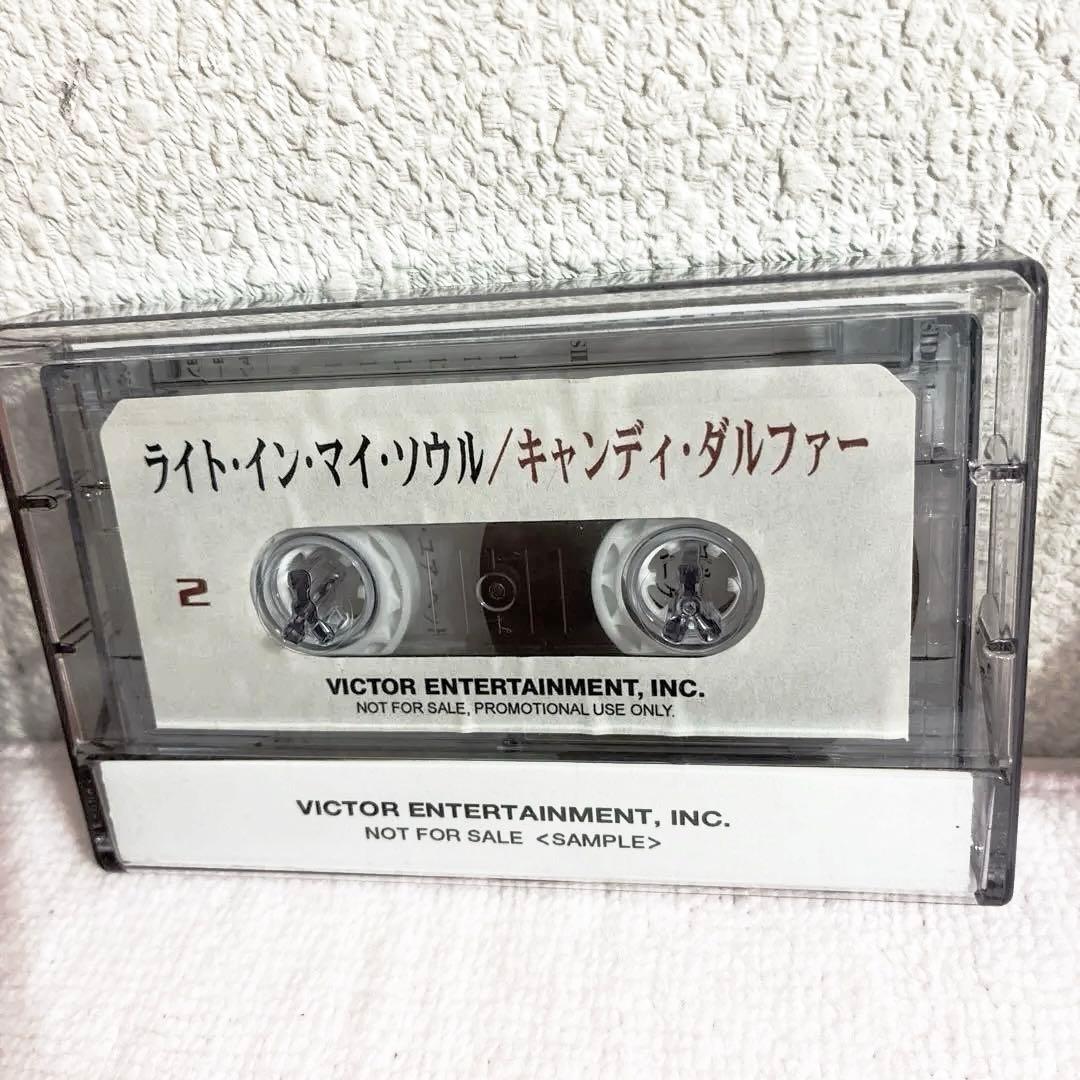 ライト・イン・マイ・ソウル/キャンディ・ダルファー
2
VICTOR ENTERTAINMENT, INC.
NOT FOR SALE, PROMOTIONAL USE ONLY.
VICTOR ENTERTAINMENT, INC.
NOT FOR SALE <SAMPLE>